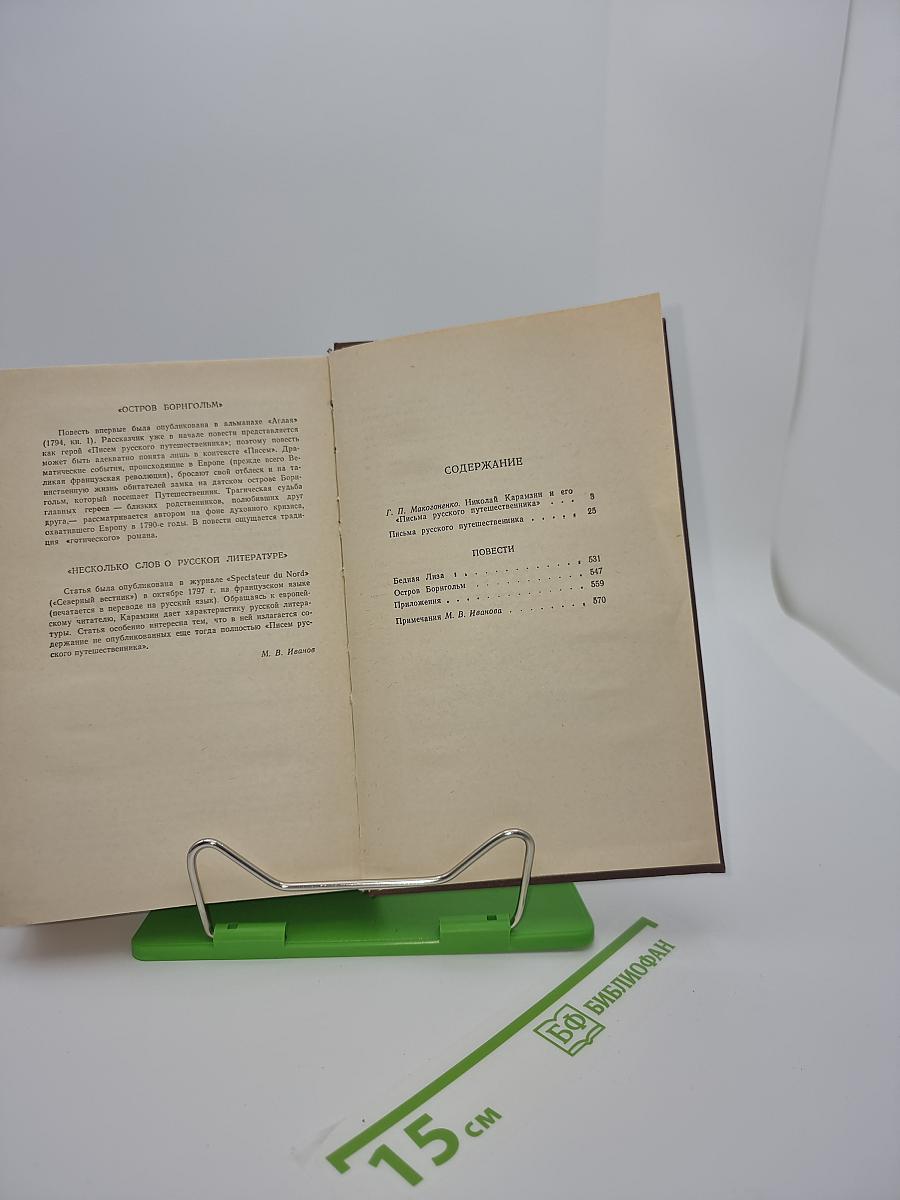 «ОСТРОВ БОРНГОЛЬМ»
Повесть впервые была опубликована в альманахе «Аглая»
(1794, кн. I). Рассказчик уже в начале повести представляется
как герой «Писем русского путешественника»; поэтому повесть
может быть адекватно понята лишь в контексте «Писем». Дра-
матические события, происходящие в Европе (прежде всего Ве-
ликая французская революция), бросают свой отблеск и на та-
инственную жизнь обитателей замка на датском острове Борн-
гольм, который посещает Путешественник. Трагическая судьба
главных героев — близких родственников, полюбивших друг
друга,— рассматривается автором на фоне духовного кризиса,
охватившего Европу в 1790-е годы. В повести ощущается тради-
ция «готического» романа.
«НЕСКОЛЬКО СЛОВ О РУССКОЙ ЛИТЕРАТУРЕ»
Статья была опубликована в журнале «Spectateur du Nord»
(«Северный вестник») в октябре 1797 г. на французском языке
(печатается в переводе на русский язык). Обращаясь к европей-
скому читателю, Карамзин дает характеристику русской литера-
туры. Статья особенно интересна тем, что в ней излагается со-
держание не опубликованных еще тогда полностью «Писем рус-
ского путешественника».
М. В. Иванов
СОДЕРЖАНИЕ
Г. П. Макогоненко. Николай Карамзин и его
«Письма русского путешественника» . . . 3
Письма русского путешественника . . . . 25
ПОВЕСТИ
Бедная Лиза . . . . . . . . . . . 531
Остров Борнгольм . . . . . . . . . 547
Приложения . . . . . . . . . . . 559
Примечания М. В. Иванова . . . . . . 570
БФ БИБЛИОФАН
15 см